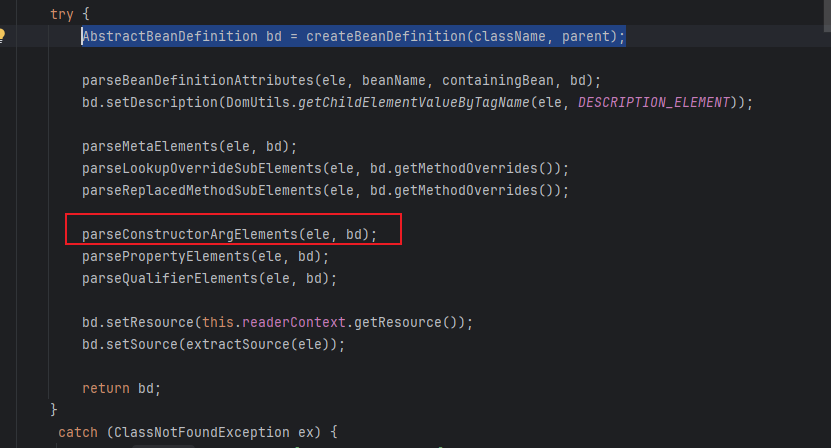 try {
AbstractBeanDefinition bd = createBeanDefinition(className, parent);
parseBeanDefinitionAttributes(ele, beanName, containingBean, bd);
bd.setDescription(DomUtils.getChildElementValueByTagName(ele, DESCRIPTION_ELEMENT));
parseMetaElements(ele, bd);
parseLookupOverrideSubElements(ele, bd.getMethodOverrides());
parseReplacedMethodSubElements(ele, bd.getMethodOverrides());
parseConstructorArgElements(ele, bd);
parsePropertyElements(ele, bd);
parseQualifierElements(ele, bd);
bd.setResource(this.readerContext.getResource());
bd.setSource(extractSource(ele));
return bd;
}
catch (ClassNotFoundException ex) {